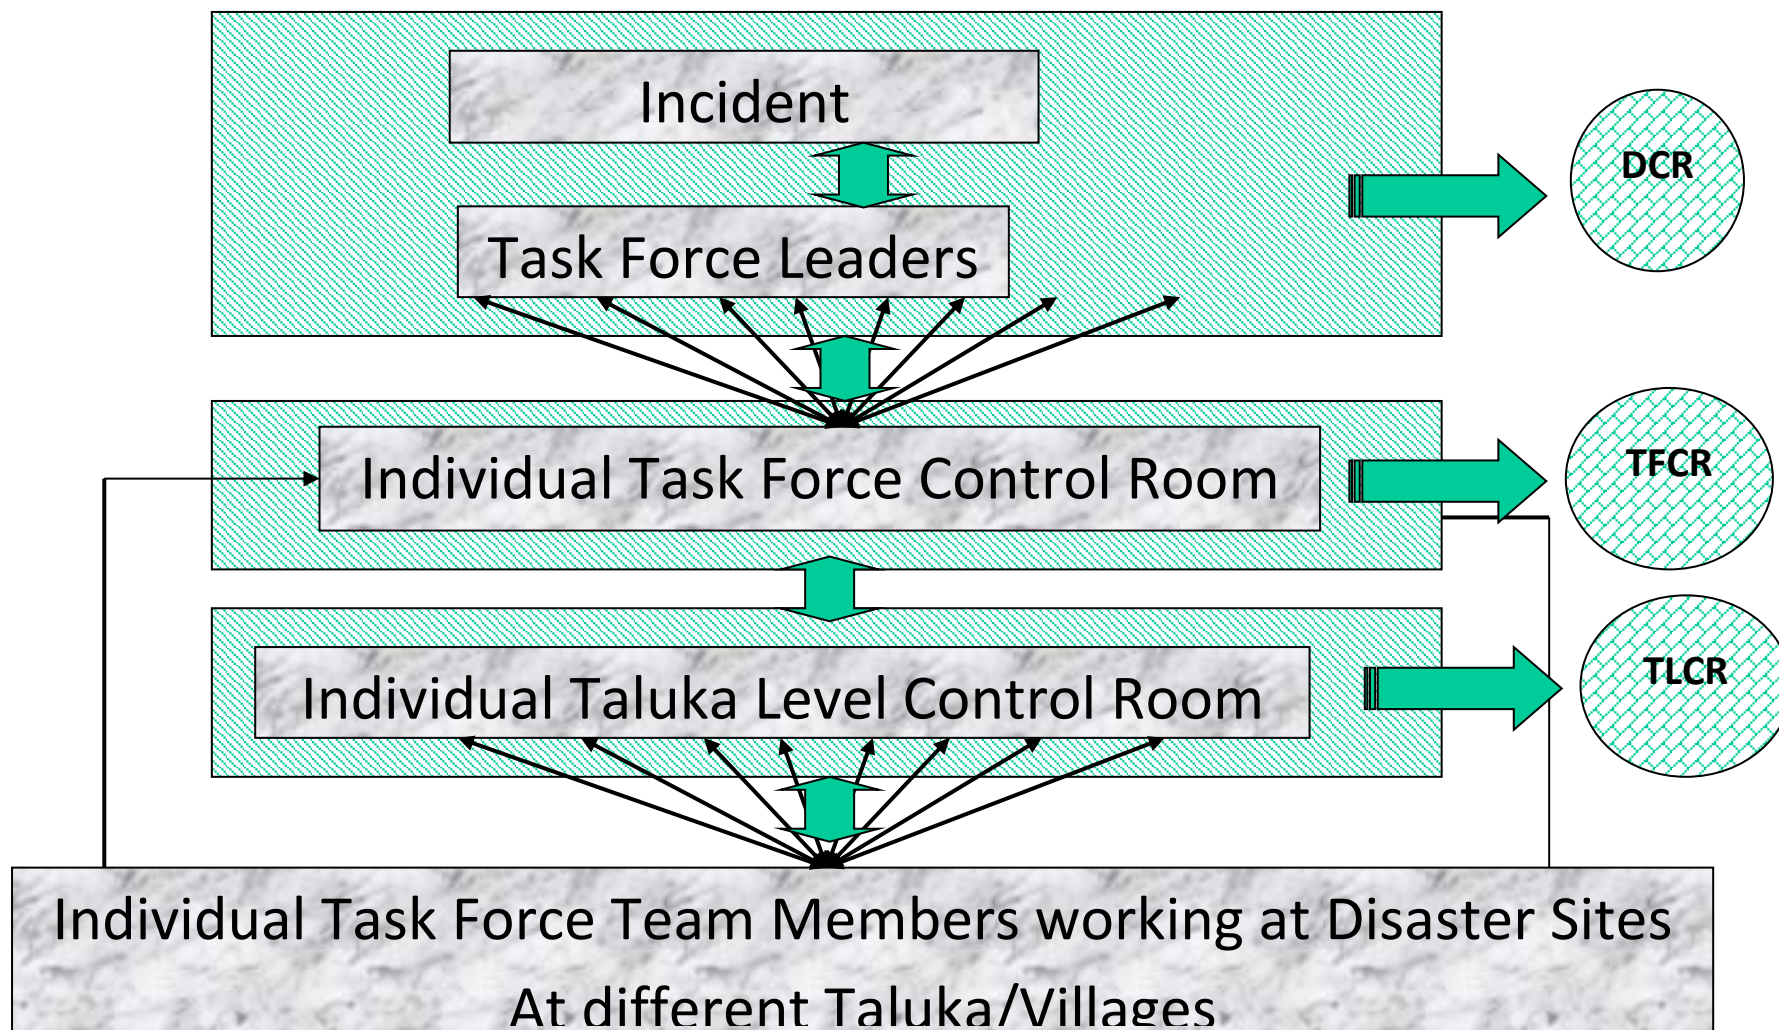 Incident
DCR
Task Force Leaders
Individual Task Force Control Room
TFCR
Individual Taluka Level Control Room
TLCR
Individual Task Force Team Members working at Disaster Sites
At different Taluka/Villages